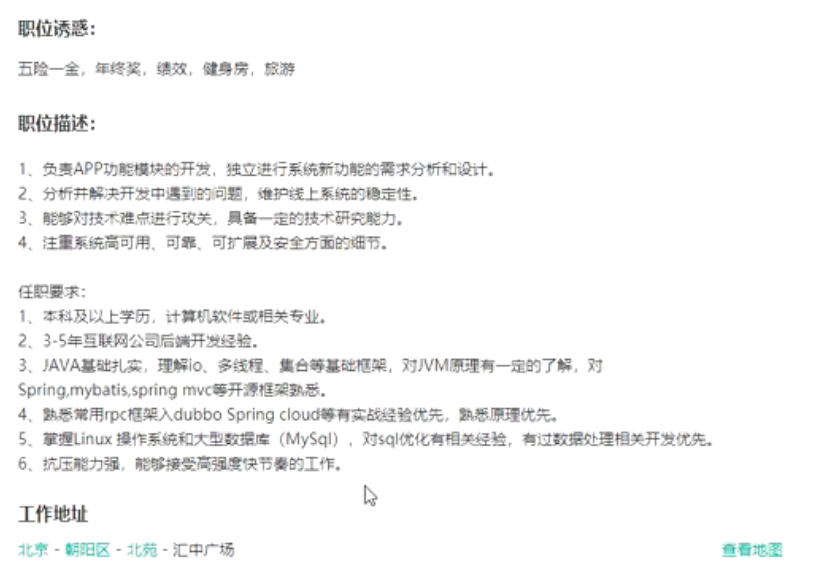 职位诱惑：
五险一金，年终奖，绩效，健身房，旅游
职位描述：
1、负责APP功能模块的开发，独立进行系统新功能的需求分析和设计。
2、分析并解决开发中遇到的问题，维护线上系统的稳定性。
3、能够对技术难点进行攻关，具备一定的技术研究能力。
4、注重系统高可用、可靠、可扩展及安全方面的细节。
任职要求：
1、本科及以上学历，计算机软件或相关专业。
2、3-5年互联网公司后端开发经验。
3、JAVA基础扎实，理解io、多线程、集合等基础框架，对JVM原理有一定的了解，对
Spring,mybatis,spring mvc等开源框架熟悉。
4、熟悉常用rpc框架入dubbo Spring cloud等有实战经验优先，熟悉原理优先。
5、掌握Linux 操作系统和大型数据库（MySql），对sql优化有相关经验，有过数据处理相关开发优先。
6、抗压能力强，能够接受高强度快节奏的工作。
工作地址
北京 - 朝阳区 - 北苑 - 汇中广场 查看地图